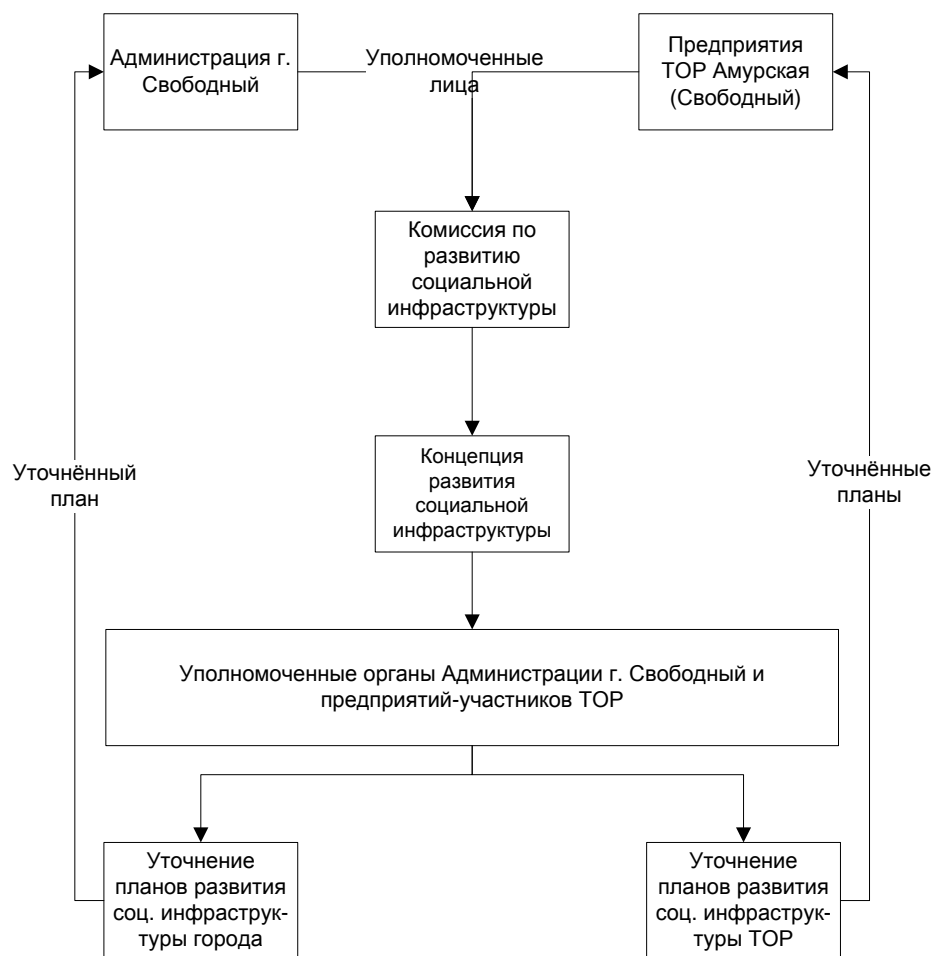 Администрация г.
Свободный
Уполномоченные
лица
Предприятия
ТОР Амурская
(Свободный)
Комиссия по
развитию
социальной
инфраструктуры
Концепция
развития
социальной
инфраструктуры
Уточнённый
план
Уточнённые
планы
Уполномоченные органы Администрации г. Свободный и
предприятий-участников ТОР
Уточнение
планов развития
соц. инфраструк-
туры города
Уточнение
планов развития
соц. инфраструк-
туры ТОР